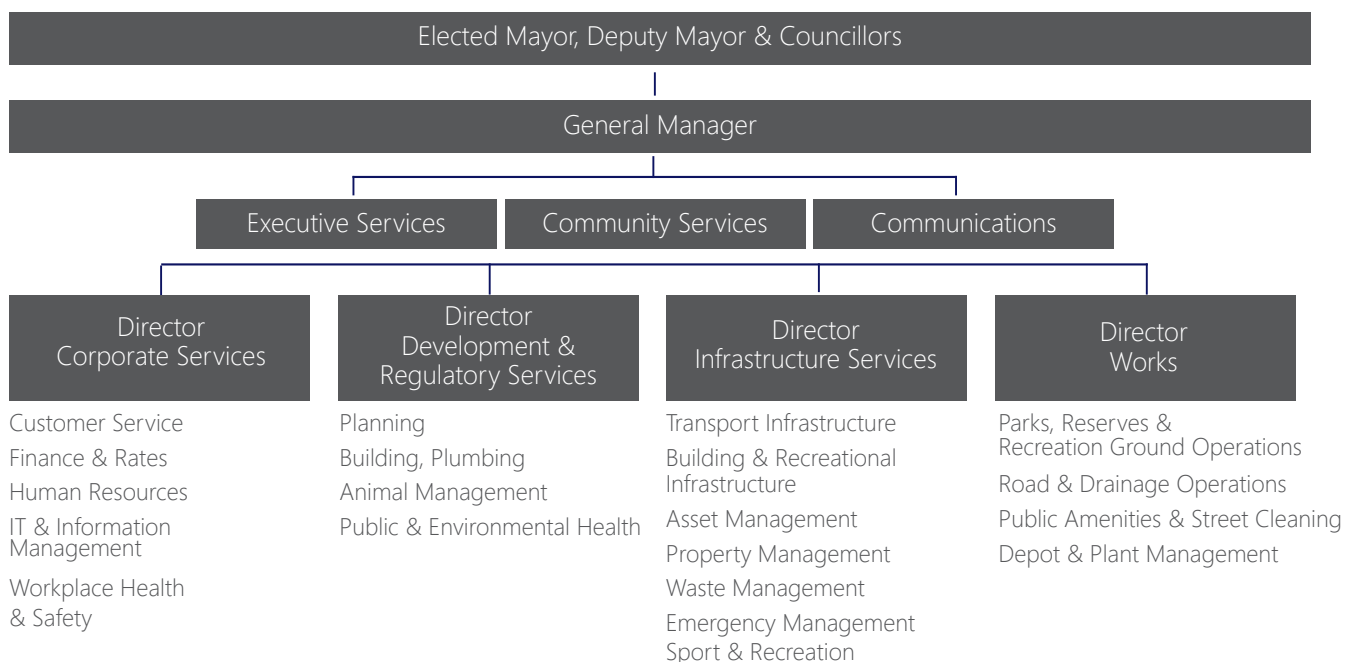 Elected Mayor, Deputy Mayor & Councillors
General Manager
Executive Services
Community Services
Communications
Director
Corporate Services
Customer Service
Finance & Rates
Human Resources
IT & Information
Management
Workplace Health
& Safety
Director
Development &
Regulatory Services
Planning
Building, Plumbing
Animal Management
Public & Environmental Health
Director
Infrastructure Services
Transport Infrastructure
Building & Recreational
Infrastructure
Asset Management
Property Management
Waste Management
Emergency Management
Sport & Recreation
Director
Works
Parks, Reserves &
Recreation Ground Operations
Road & Drainage Operations
Public Amenities & Street Cleaning
Depot & Plant Management